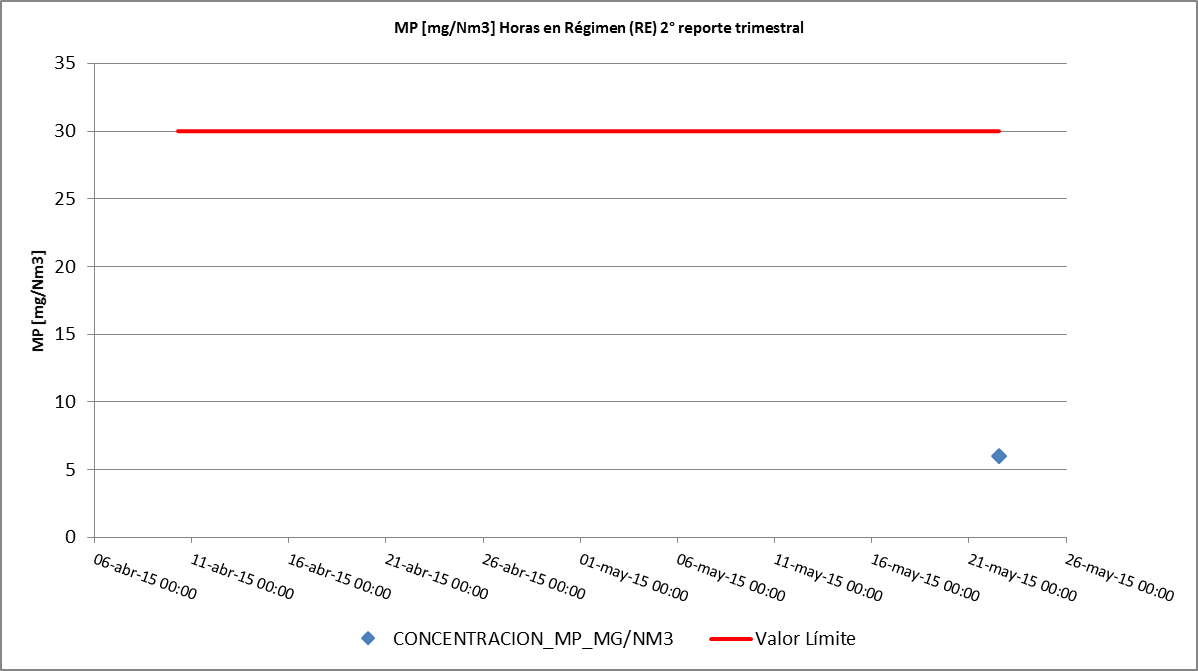 MP [mg/Nm3] Horas en Régimen (RE) 2° reporte trimestral
35
30
25
20
15
10
5
0
MP [mg/Nm3]
06-abr-15 00:00
11-abr-15 00:00
16-abr-15 00:00
21-abr-15 00:00
26-abr-15 00:00
01-may-15 00:00
06-may-15 00:00
11-may-15 00:00
16-may-15 00:00
21-may-15 00:00
26-may-15 00:00
CONCENTRACION_MP_MG/NM3
Valor Límite